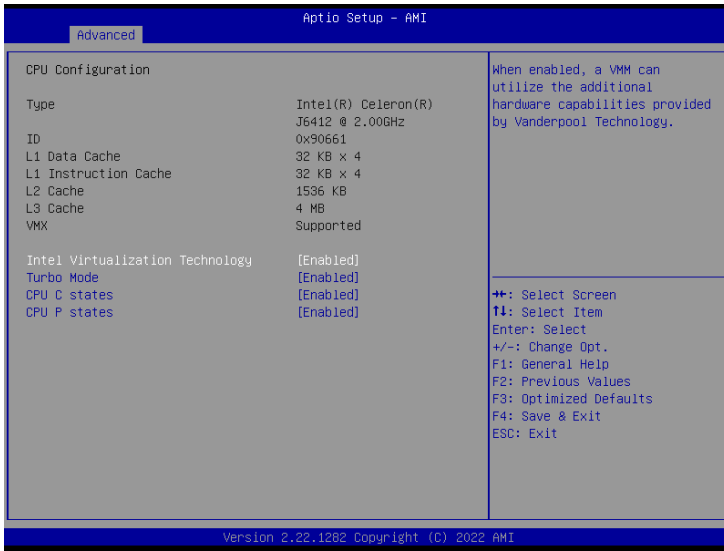 Aptio Setup – AMI
Advanced
CPU Configuration
Type Intel(R) Celeron(R)
J6412 @ 2.00GHz
ID 0x90661
L1 Data Cache 32 KB x 4
L1 Instruction Cache 32 KB x 4
L2 Cache 1536 KB
L3 Cache 4 MB
VMX Supported
Intel Virtualization Technology [Enabled]
Turbo Mode [Enabled]
CPU C states [Enabled]
CPU P states [Enabled]
When enabled, a VMM can
utilize the additional
hardware capabilities provided
by Vanderpool Technology.
→←: Select Screen
↑↓: Select Item
Enter: Select
+/-: Change Opt.
F1: General Help
F2: Previous Values
F3: Optimized Defaults
F4: Save & Exit
ESC: Exit
Version 2.22.1282 Copyright (C) 2022 AMI